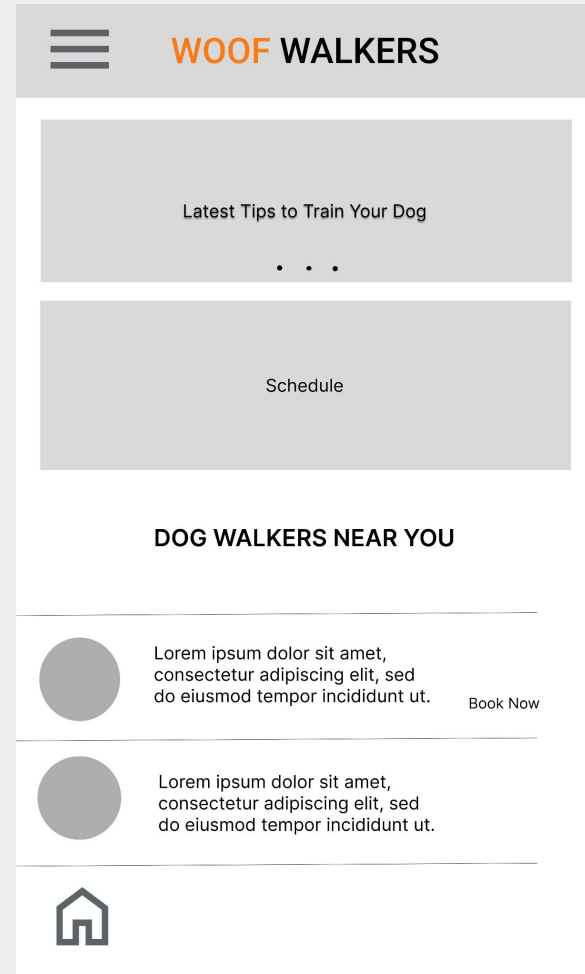 WOOF WALKERS
Latest Tips to Train Your Dog
Schedule
DOG WALKERS NEAR YOU
Lorem ipsum dolor sit amet,
consectetur adipiscing elit, sed
do eiusmod tempor incididunt ut.
Book Now
Lorem ipsum dolor sit amet,
consectetur adipiscing elit, sed
do eiusmod tempor incididunt ut.